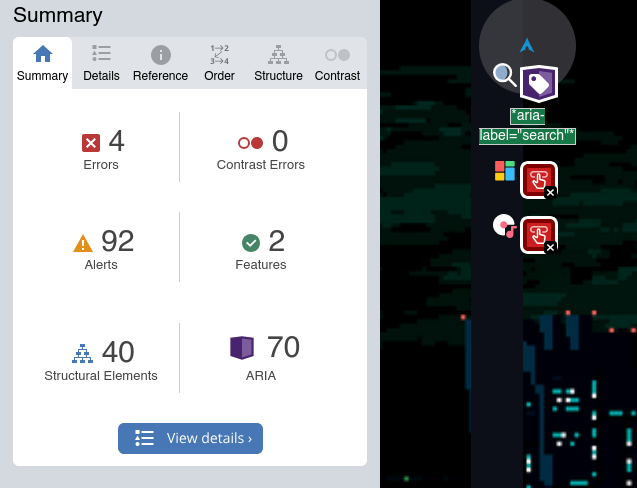 Summary
Summary
Details
Reference
Order
Structure
Contrast
4
Errors
0
Contrast Errors
92
Alerts
2
Features
40
Structural Elements
70
ARIA
View details ›
*aria-
label="search"*